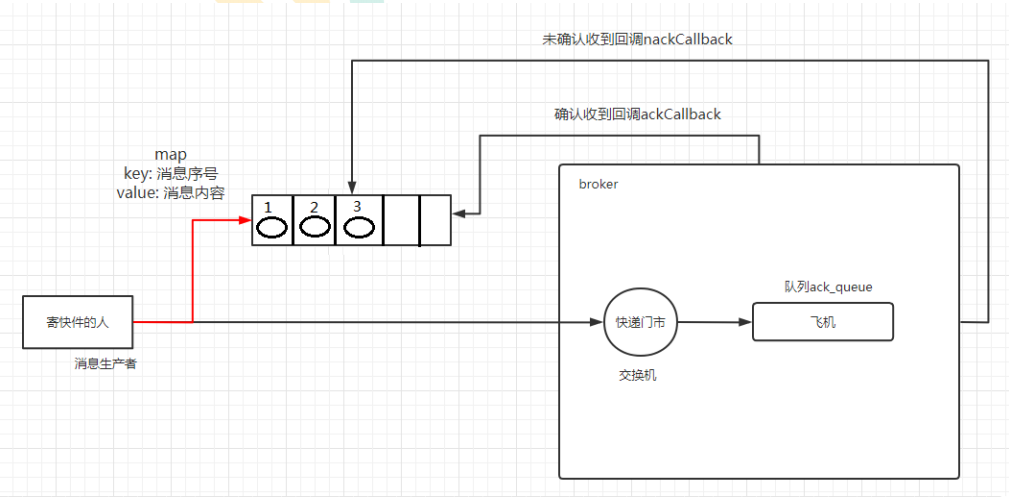 未确认收到回调nackCallback
确认收到回调ackCallback
map
key: 消息序号
value: 消息内容
1 2 3
broker
队列ack_queue
寄快件的人
快递门市
飞机
消息生产者
交换机